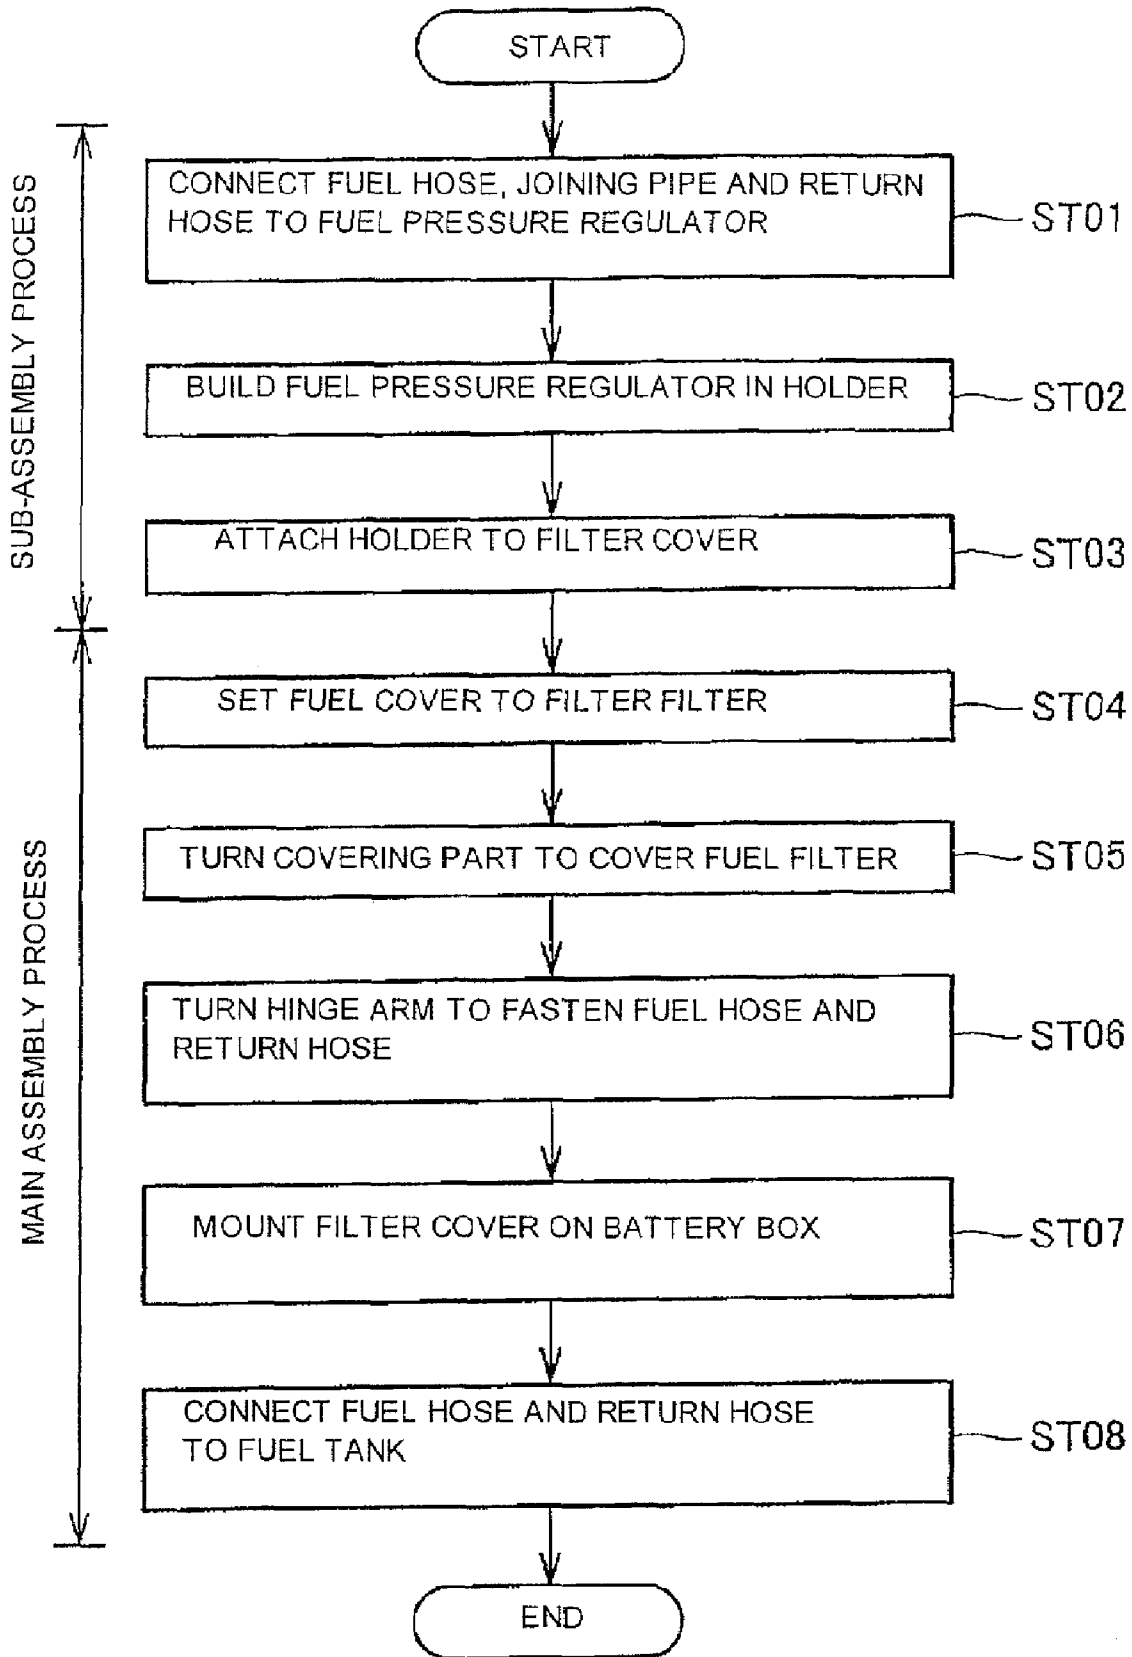 START
SUB-ASSEMBLY PROCESS
CONNECT FUEL HOSE, JOINING PIPE AND RETURN
HOSE TO FUEL PRESSURE REGULATOR
ST01
BUILD FUEL PRESSURE REGULATOR IN HOLDER
ST02
ATTACH HOLDER TO FILTER COVER
ST03
MAIN ASSEMBLY PROCESS
SET FUEL COVER TO FILTER FILTER
ST04
TURN COVERING PART TO COVER FUEL FILTER
ST05
TURN HINGE ARM TO FASTEN FUEL HOSE AND
RETURN HOSE
ST06
MOUNT FILTER COVER ON BATTERY BOX
ST07
CONNECT FUEL HOSE AND RETURN HOSE
TO FUEL TANK
ST08
END